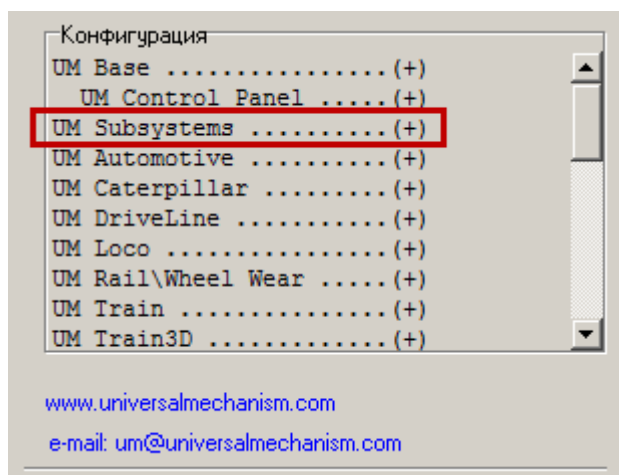 Конфигурация
UM Base ................(+)
UM Control Panel .....(+)
UM Subsystems ..........(+)
UM Automotive ..........(+)
UM Caterpillar .........(+)
UM DriveLine ...........(+)
UM Loco ................(+)
UM Rail\Wheel Wear .....(+)
UM Train ...............(+)
UM Train3D .............(+)
www.universalmechanism.com
e-mail: um@universalmechanism.com